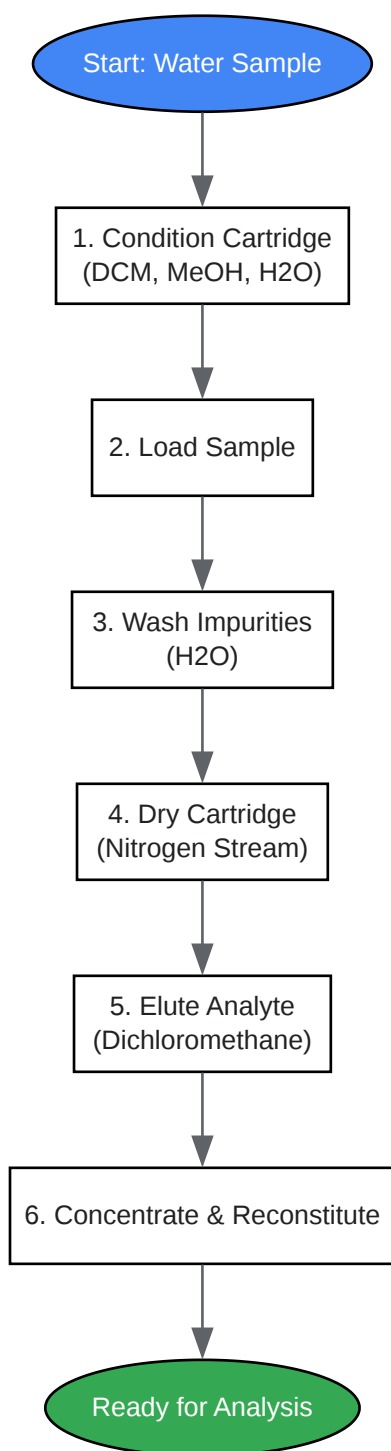 Start: Water Sample
1. Condition Cartridge
(DCM, MeOH, H2O)
2. Load Sample
3. Wash Impurities
(H2O)
4. Dry Cartridge
(Nitrogen Stream)
5. Elute Analyte
(Dichloromethane)
6. Concentrate & Reconstitute
Ready for Analysis